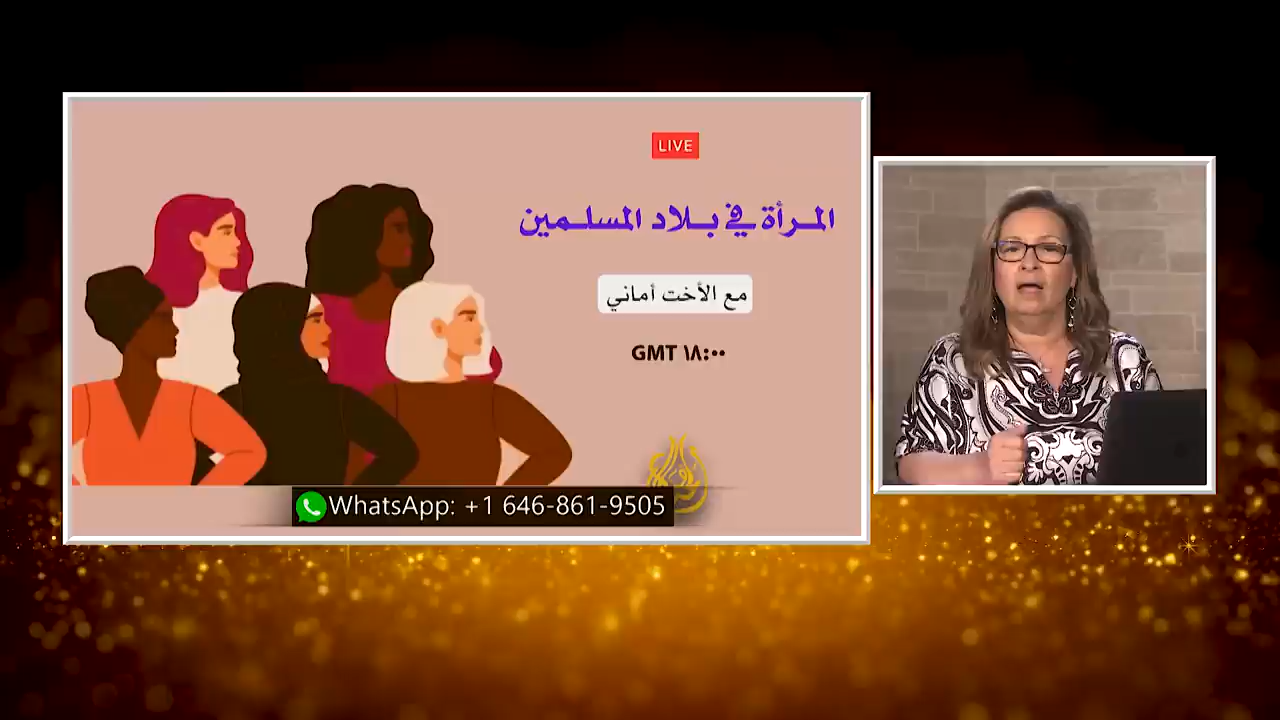 LIVE
المرأة في بلاد المسلمين
مع الأخت أماني
GMT ١٨:٠٠
WhatsApp: +1 646-861-9505